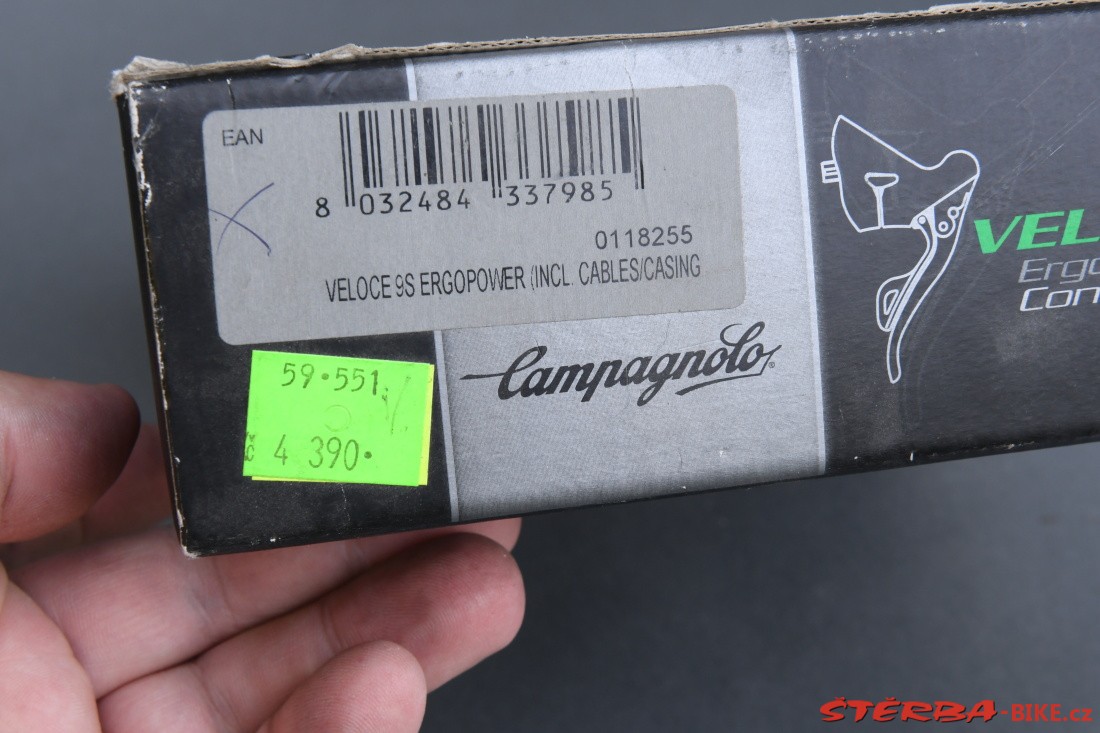 EAN
8 032484 337985
0118255
VELOCE 9S ERGOPOWER (INCL. CABLES/CASING
Campagnolo®
59·551.
č 4 390.
VEL
Ergo
Con
ŠTĚRBA-BIKE.cz